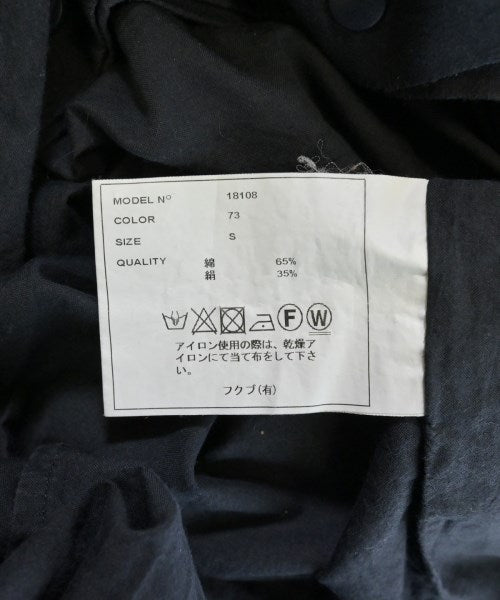 MODEL Nº 18108
COLOR 73
SIZE S
QUALITY 綿 65%
絹 35%
F W
アイロン使用の際は、乾燥ア
イロンにて当て布をして下さ
い。
フクブ(有)